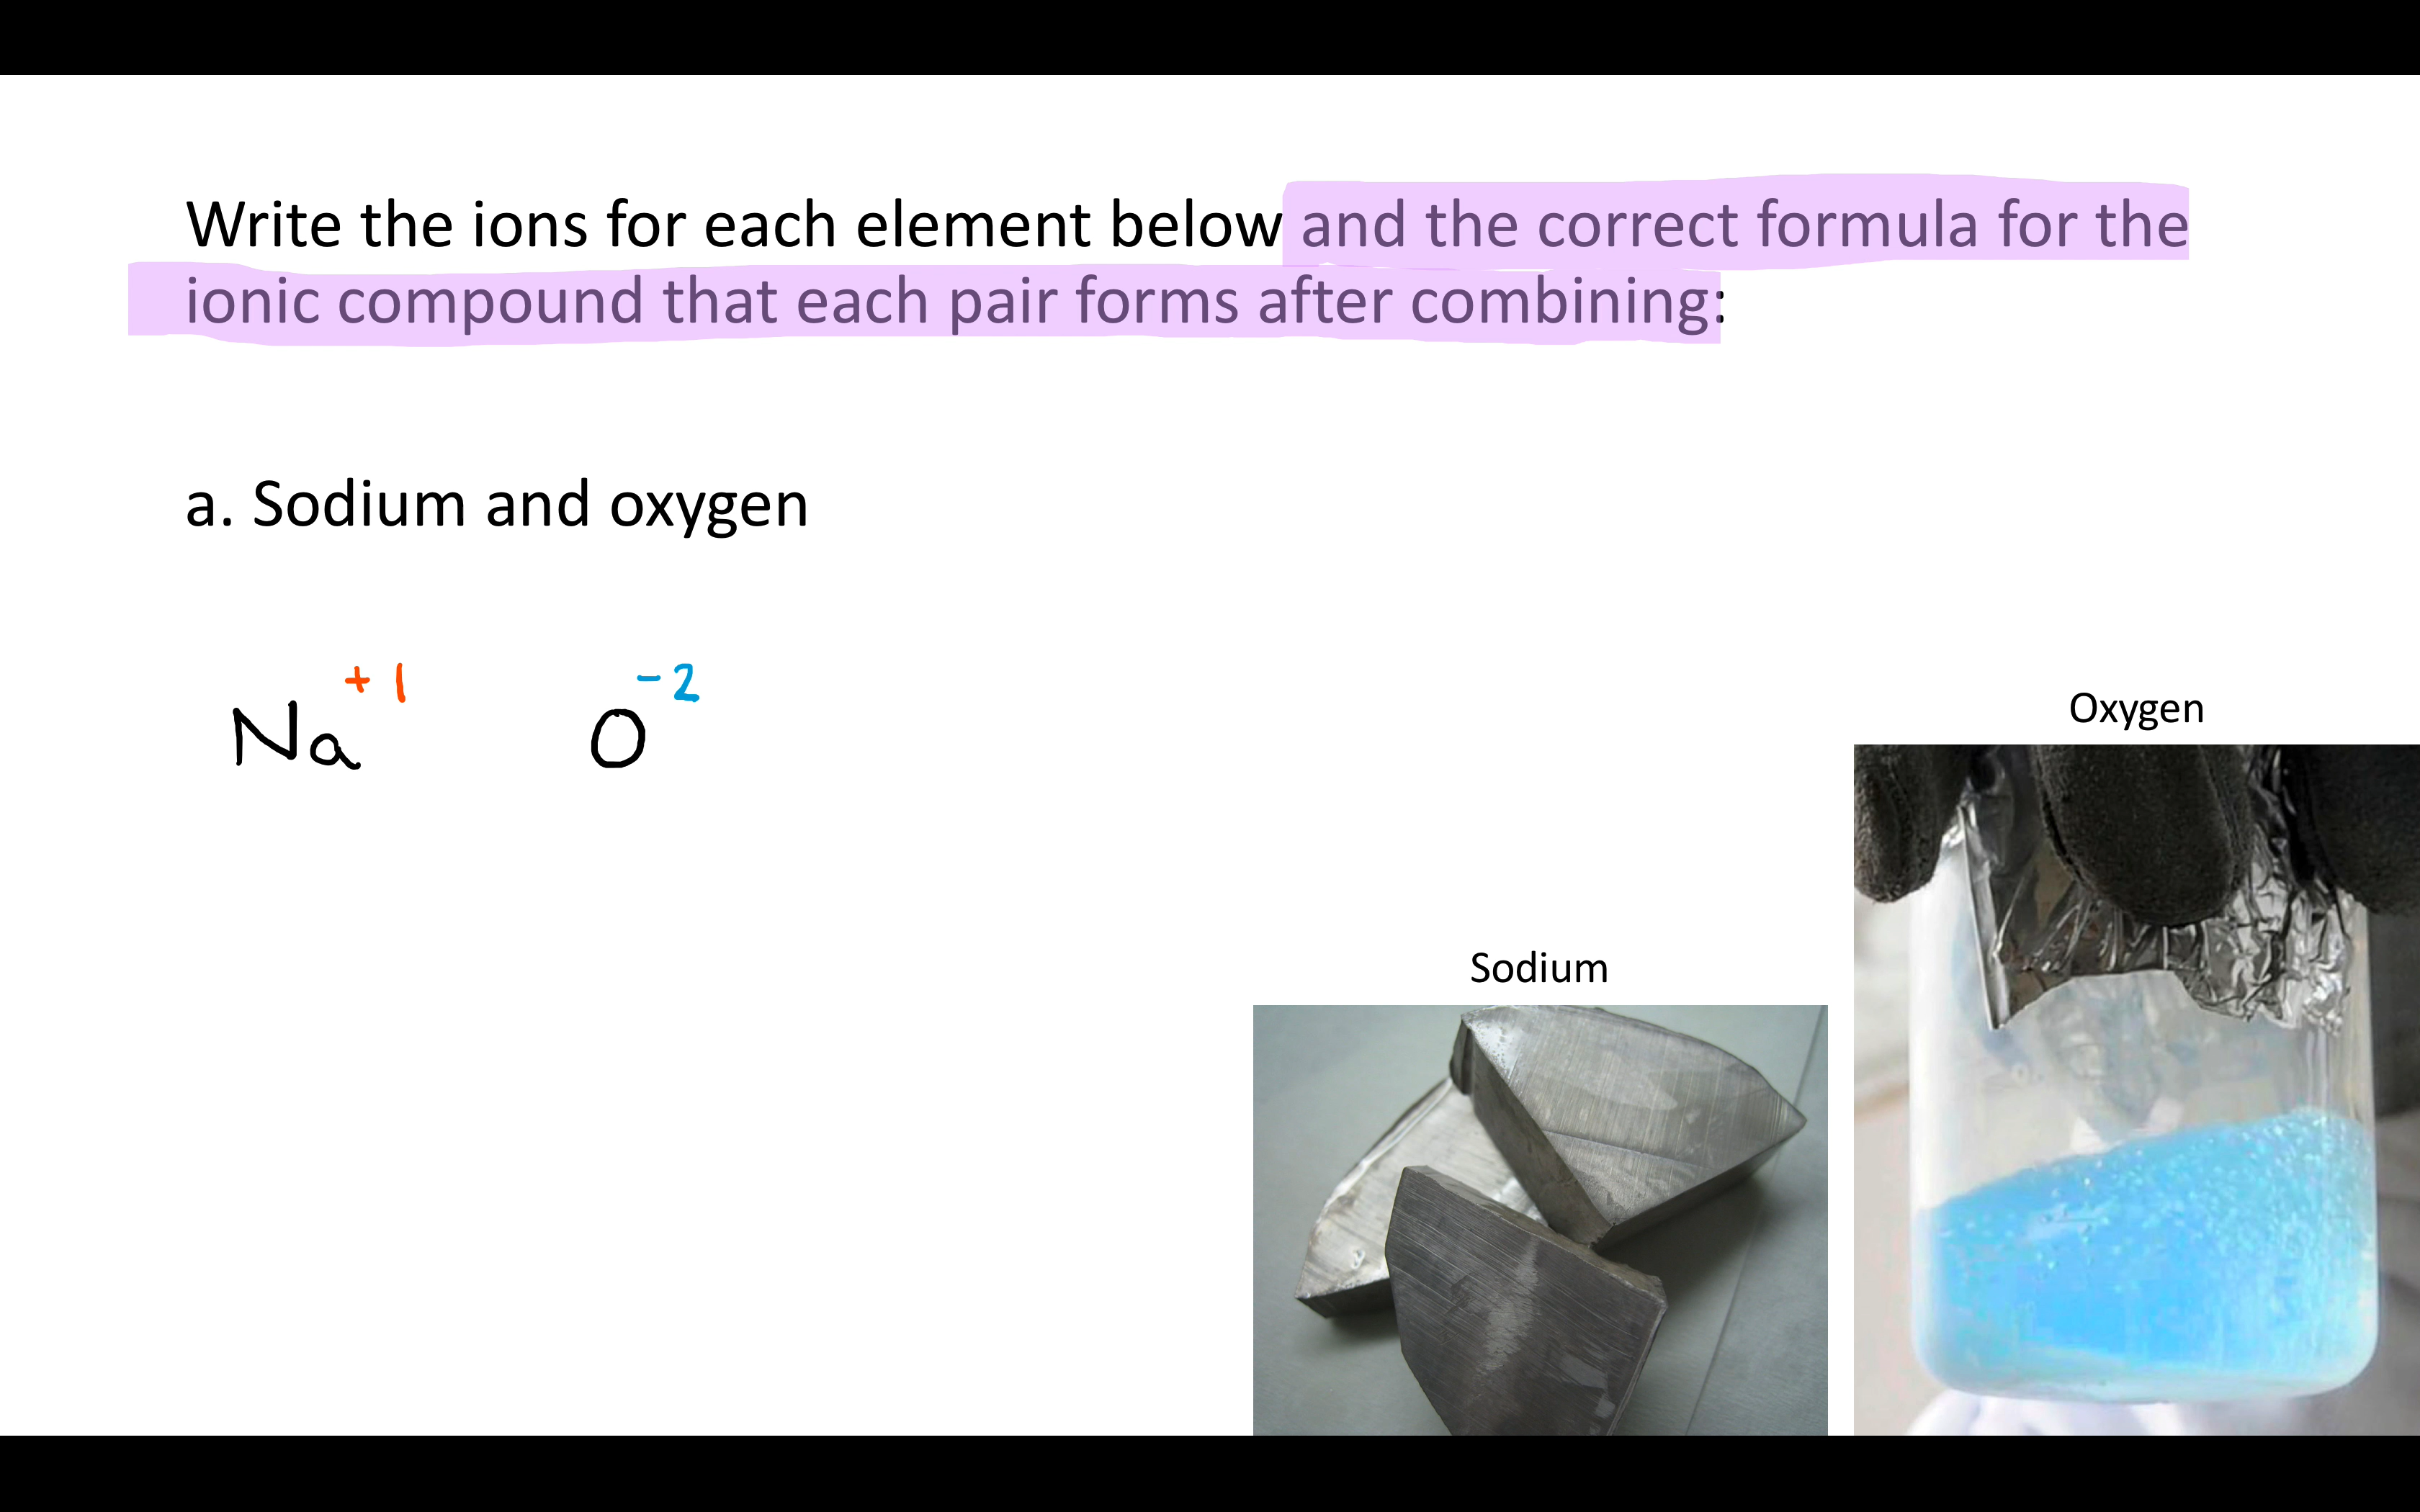 Write the ions for each element below and the correct formula for the
ionic compound that each pair forms after combining:
a. Sodium and oxygen
Na+1 O-2
Oxygen
Sodium